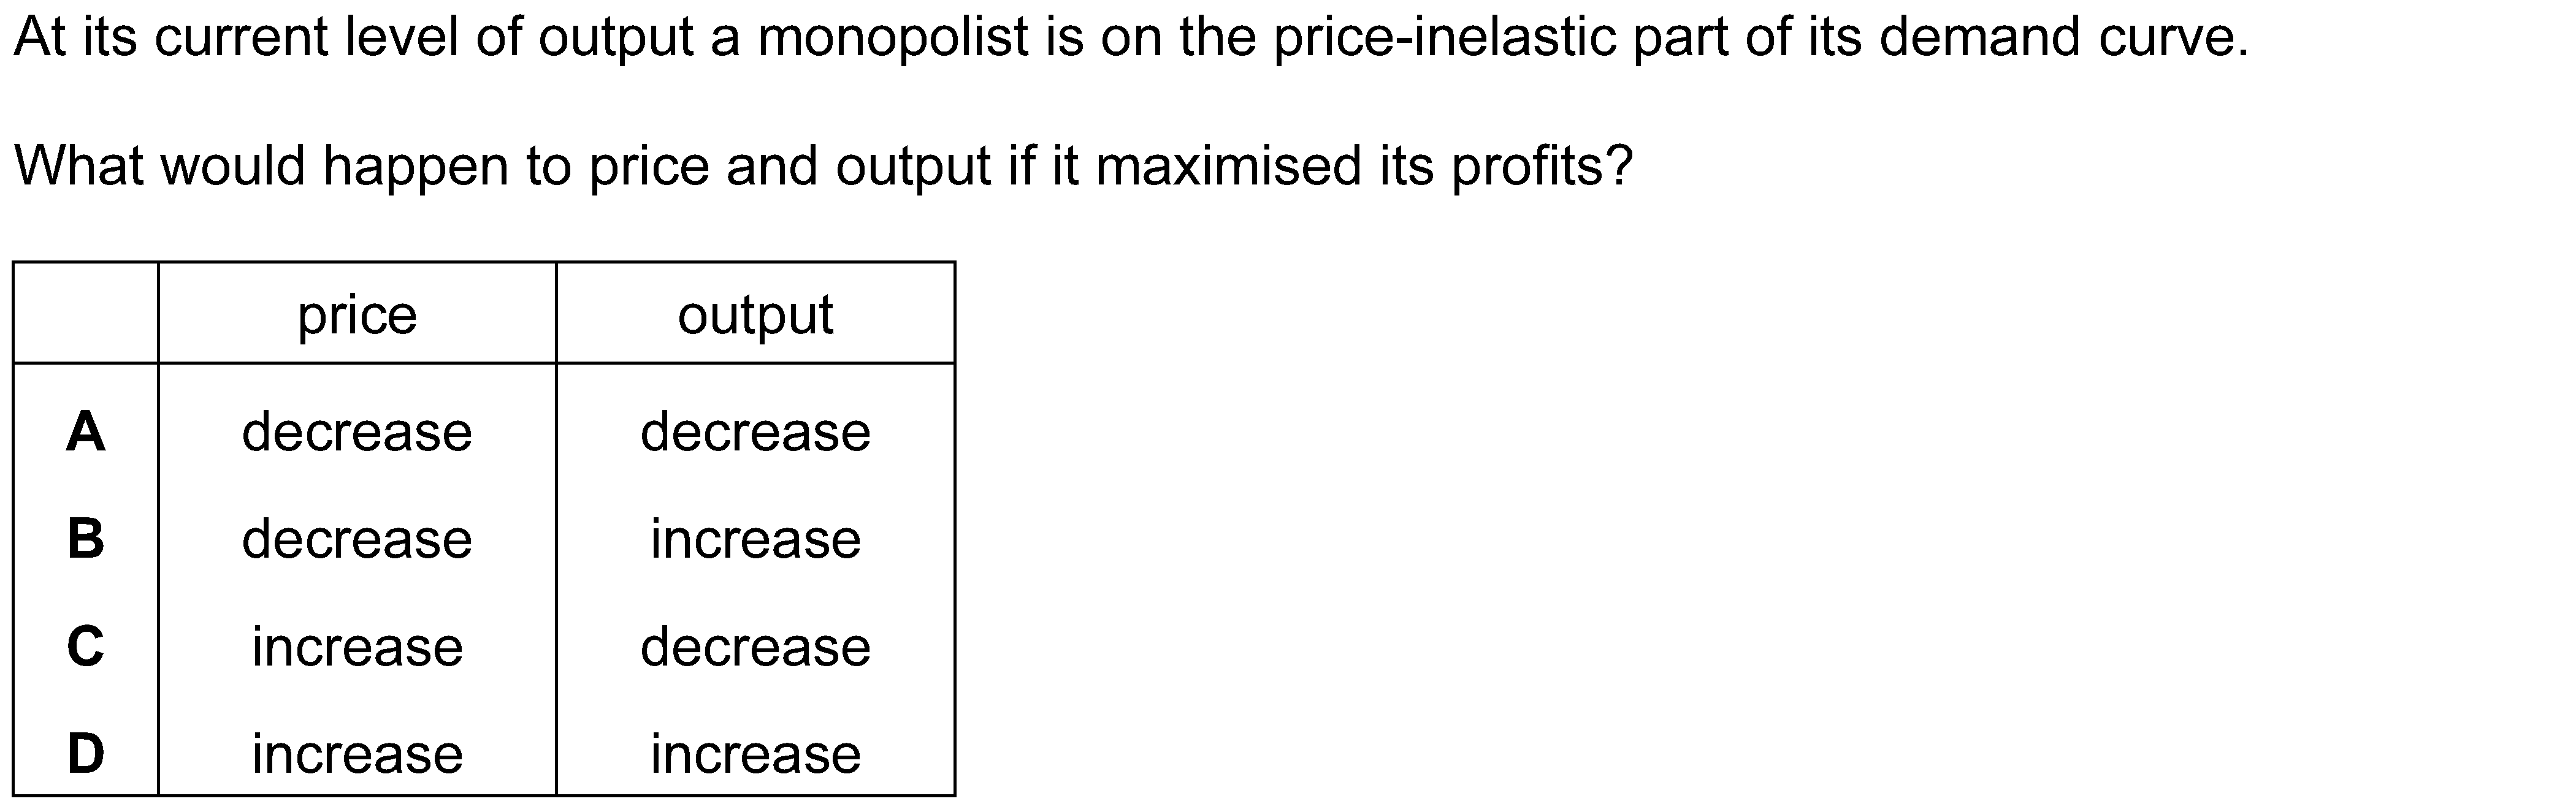 At its current level of output a monopolist is on the price-inelastic part of its demand curve.
What would happen to price and output if it maximised its profits?
price output
A decrease decrease
B decrease increase
C increase decrease
D increase increase